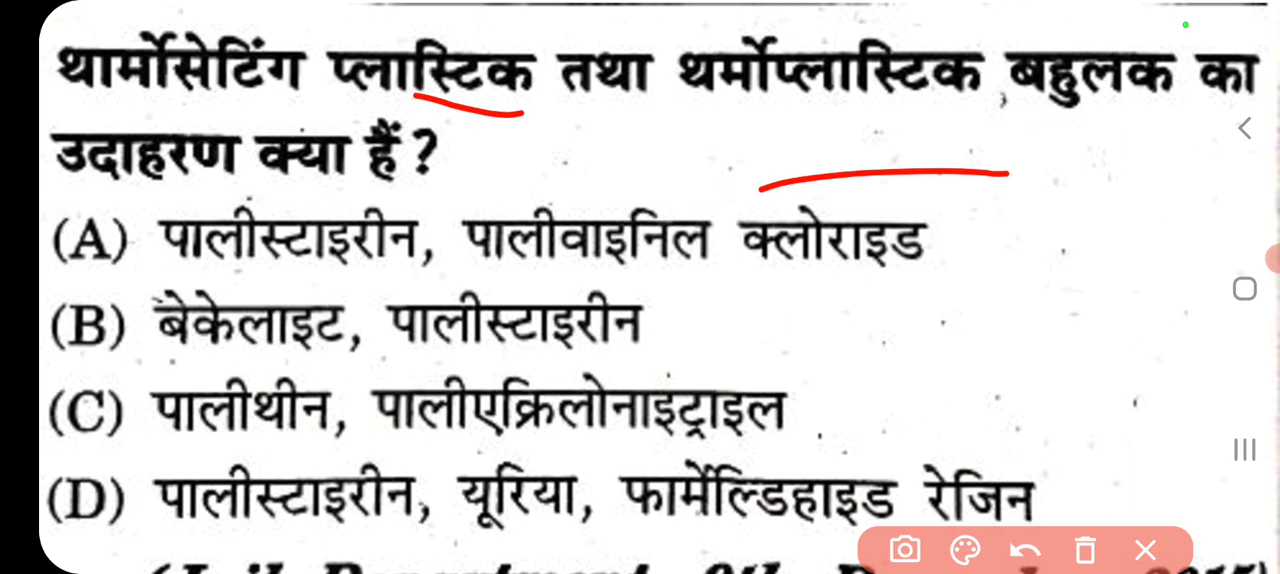 थार्मोसेटिंग प्लास्टिक तथा थर्मोप्लास्टिक बहुलक का
उदाहरण क्या हैं?
(A) पालीस्टाइरीन, पालीवाइनिल क्लोराइड
(B) बेकेलाइट, पालीस्टाइरीन
(C) पालीथीन, पालीएक्रिलोनाइट्राइल
(D) पालीस्टाइरीन, यूरिया, फार्मेल्डिहाइड रेजिन